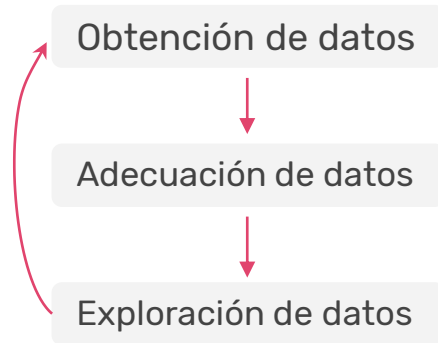 Obtención de datos
Adecuación de datos
Exploración de datos